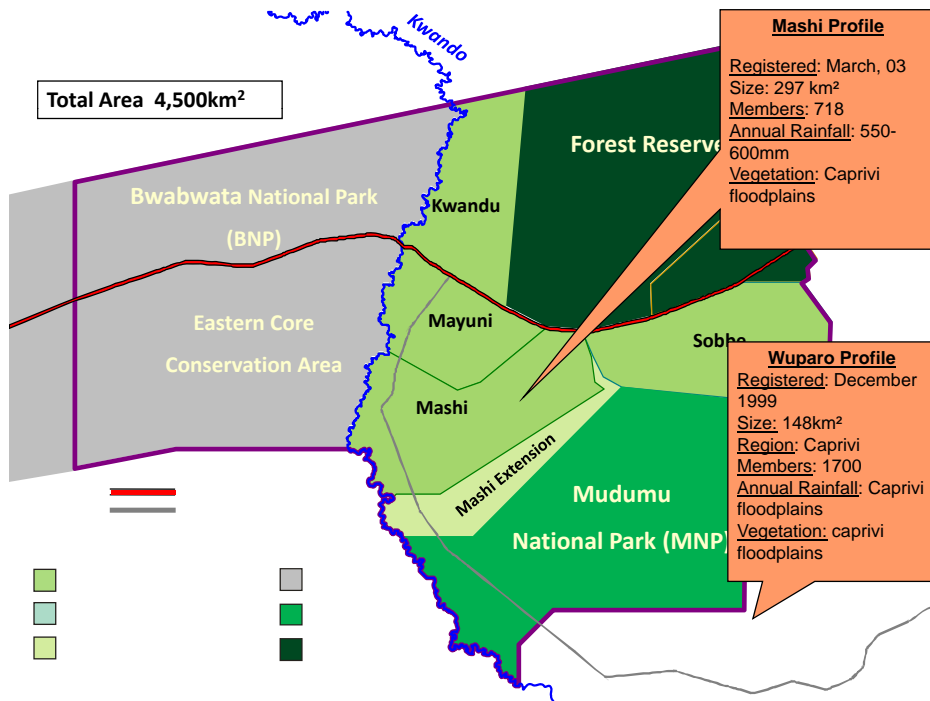 Kwando
Total Area 4,500km²
Mashi Profile
Registered: March, 03
Size: 297 km²
Members: 718
Annual Rainfall: 550-
600mm
Vegetation: Caprivi
floodplains
Forest Reserve
Bwabwata National Park
(BNP)
Kwandu
Eastern Core
Conservation Area
Mayuni
Mashi
Mashi Extension
Mudumu
National Park (MNP)
Wuparo Profile
Registered: December
1999
Size: 148km²
Region: Caprivi
Members: 1700
Annual Rainfall: Caprivi
floodplains
Vegetation: caprivi
floodplains